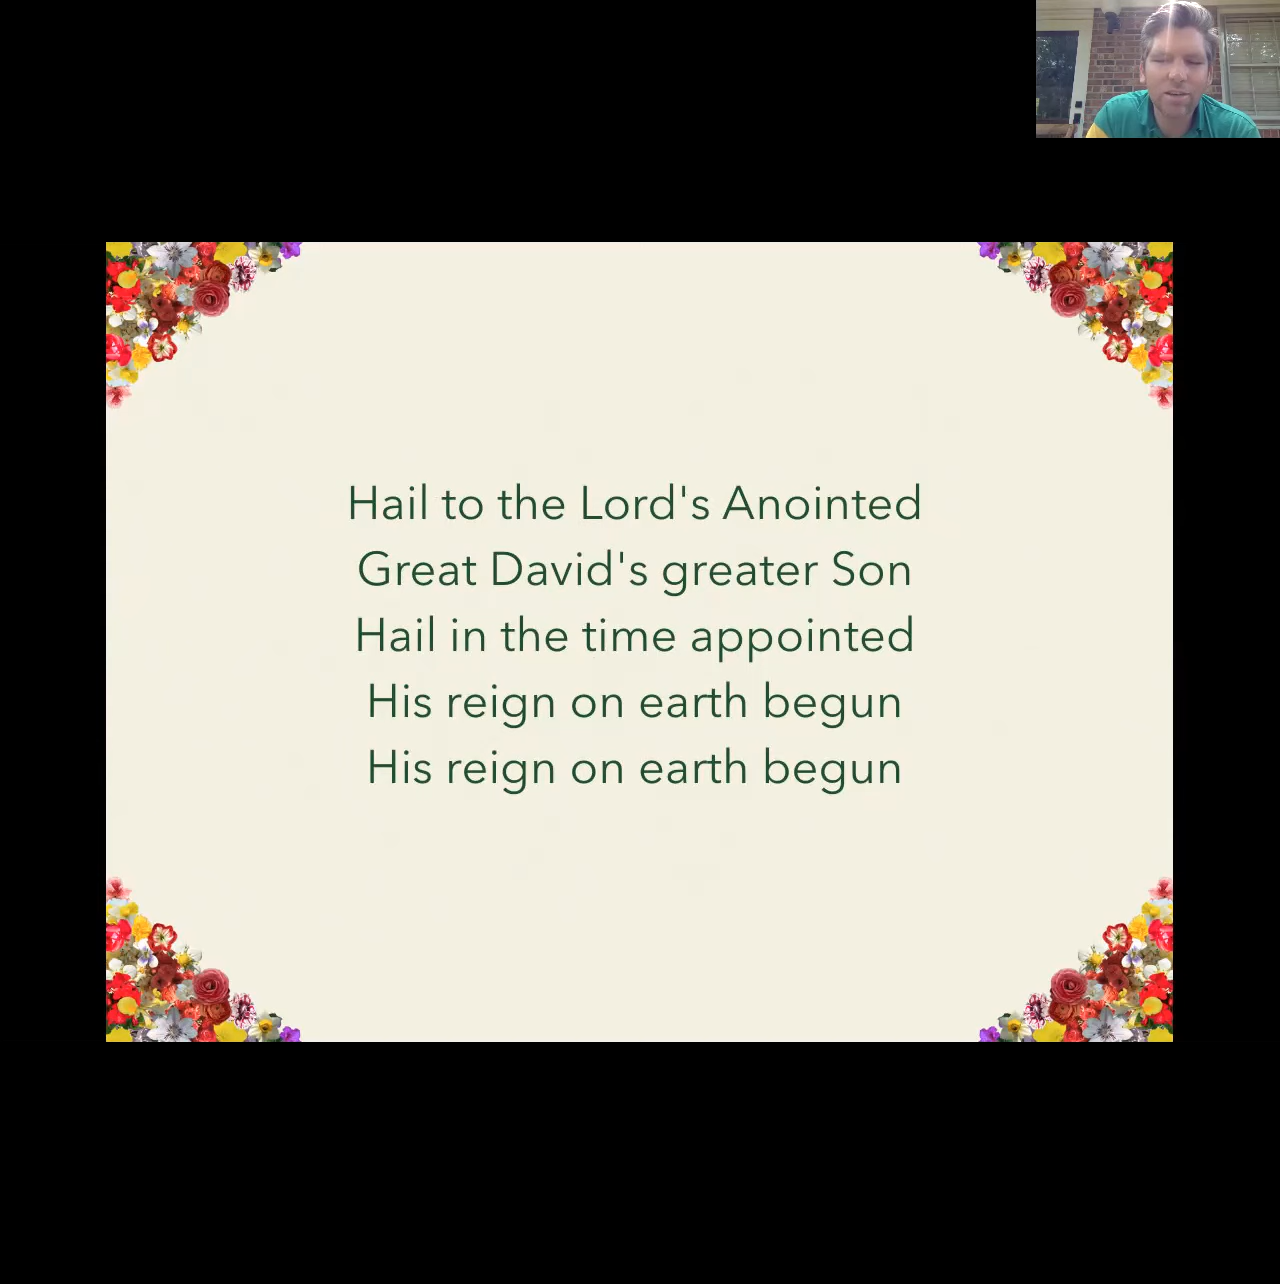 Hail to the Lord's Anointed
Great David's greater Son
Hail in the time appointed
His reign on earth begun
His reign on earth begun